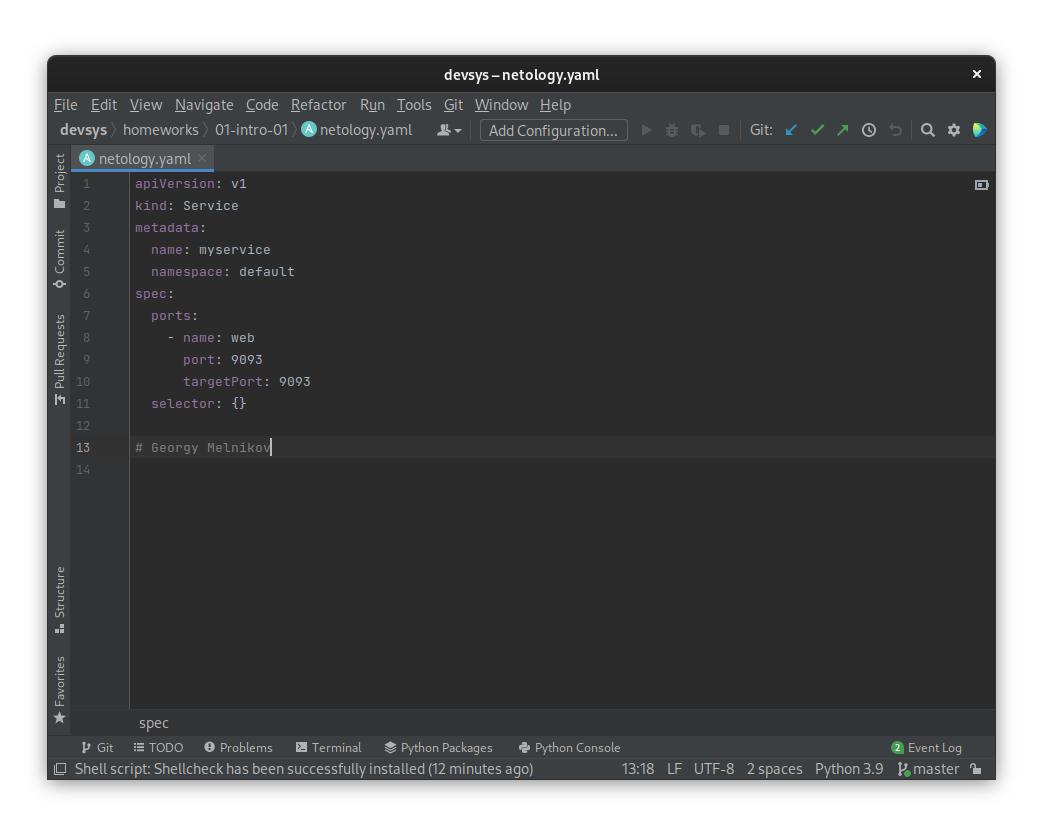 devsys – netology.yaml
File Edit View Navigate Code Refactor Run Tools Git Window Help
devsys homeworks 01-intro-01 A netology.yaml Add Configuration... Git:
A netology.yaml
Project
Commit
Pull Requests
Structure
Favorites
1 apiVersion: v1
2 kind: Service
3 metadata:
4   name: myservice
5   namespace: default
6 spec:
7   ports:
8     - name: web
9       port: 9093
10       targetPort: 9093
11   selector: {}
12
13 # Georgy Melnikov
14
spec
Git TODO Problems Terminal Python Packages Python Console 2 Event Log
Shell script: Shellcheck has been successfully installed (12 minutes ago) 13:18 LF UTF-8 2 spaces Python 3.9 master